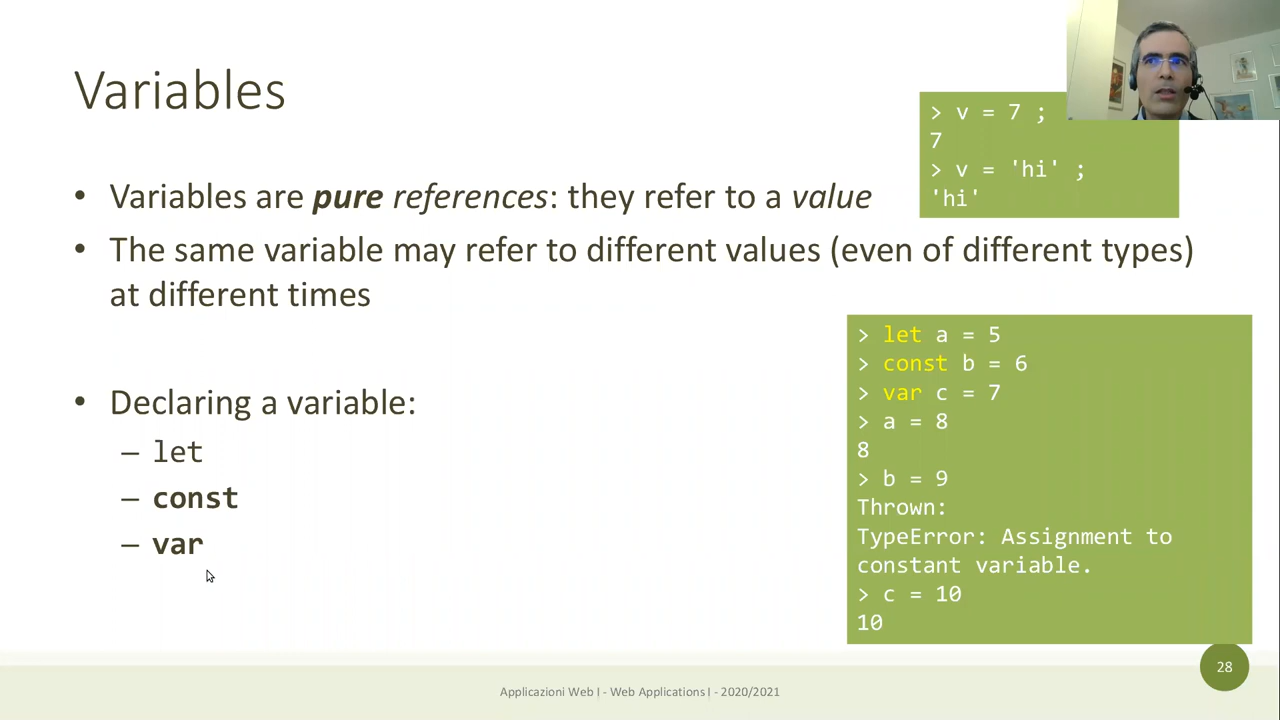 Variables
> v = 7 ;
7
> v = 'hi' ;
'hi'
• Variables are pure references: they refer to a value
• The same variable may refer to different values (even of different types)
at different times
• Declaring a variable:
– let
– const
– var
> let a = 5
> const b = 6
> var c = 7
> a = 8
8
> b = 9
Thrown:
TypeError: Assignment to
constant variable.
> c = 10
10
28
Applicazioni Web I - Web Applications I - 2020/2021